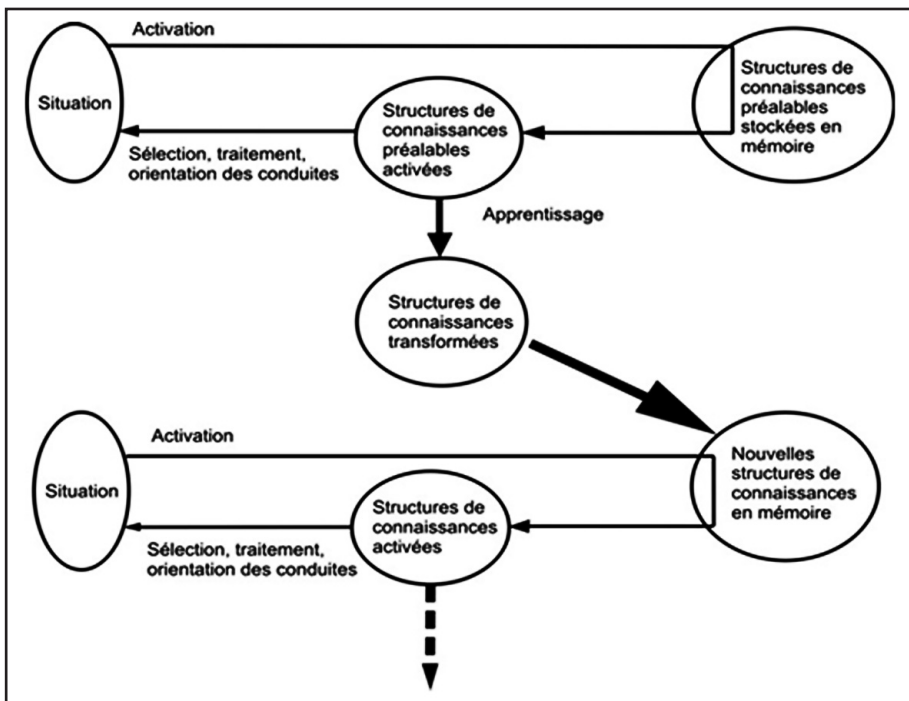 Activation
Situation
Structures de
connaissances
préalables
stockées en
mémoire
Structures de
connaissances
préalables
activées
Sélection, traitement,
orientation des conduites
Apprentissage
Structures de
connaissances
transformées
Activation
Situation
Nouvelles
structures de
connaissances
en mémoire
Structures de
connaissances
activées
Sélection, traitement,
orientation des conduites